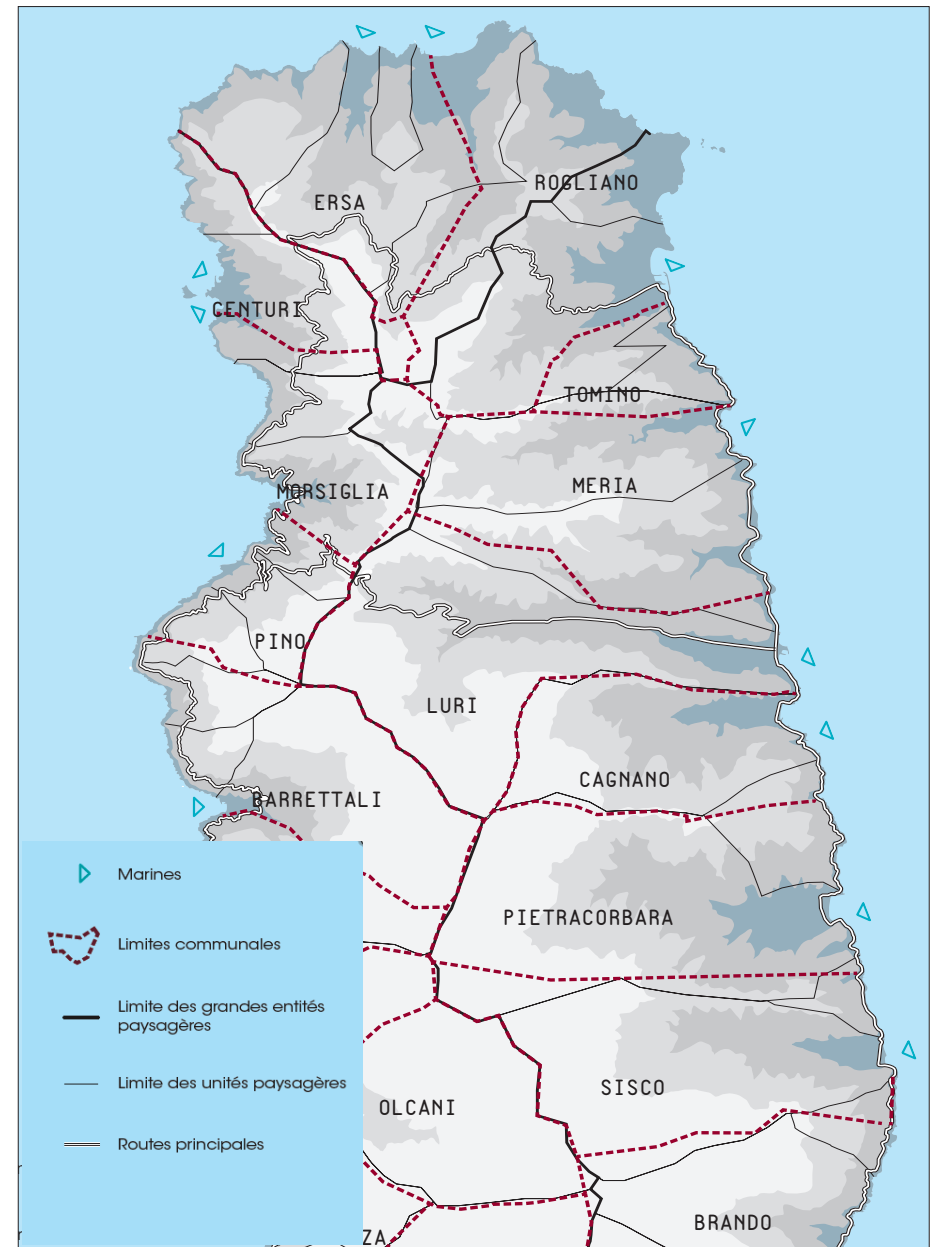 ERSA
ROGLIANO
CENTURI
TOMINO
MORSIGLIA
MERIA
PINO
LURI
CAGNANO
BARRETTALI
Marines
PIETRACORBARA
Limites communales
Limite des grandes entités
paysagères
Limite des unités paysagères
SISCO
OLCANI
Routes principales
BRANDO
ZA